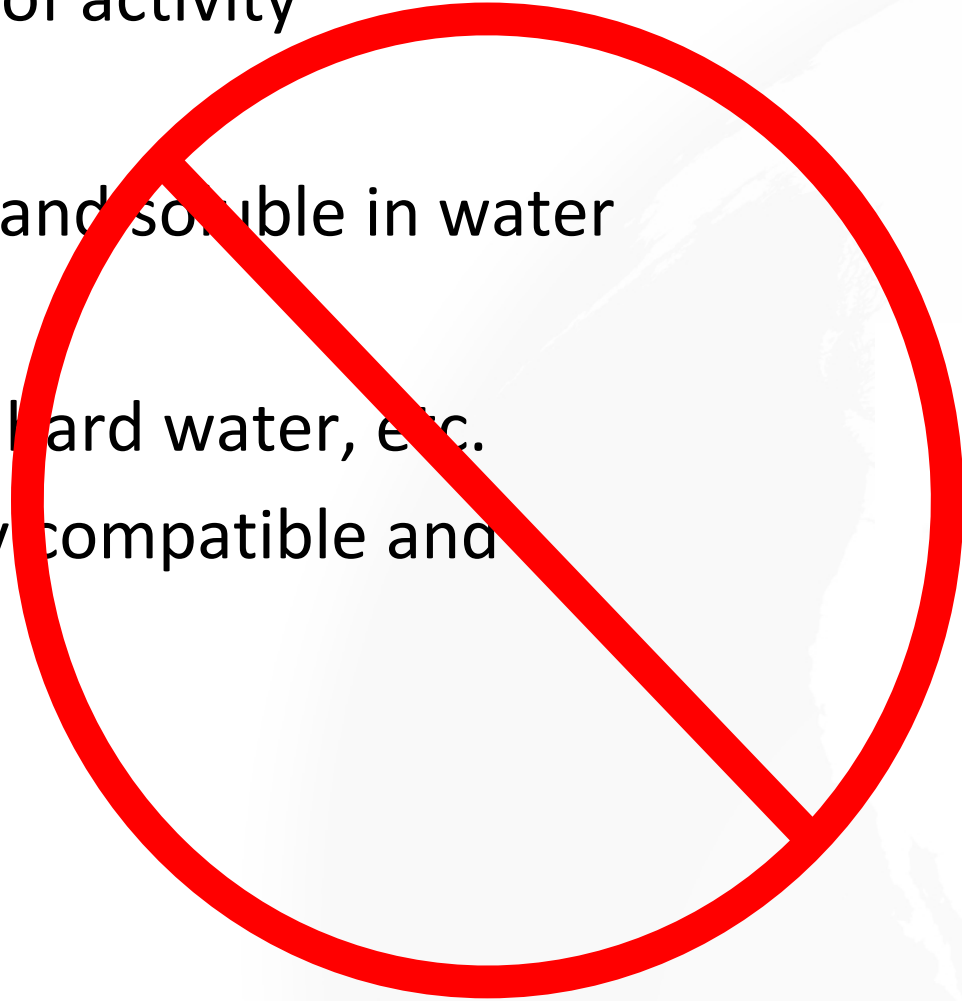 of activity
and soluble in water
hard water, etc.
y compatible and